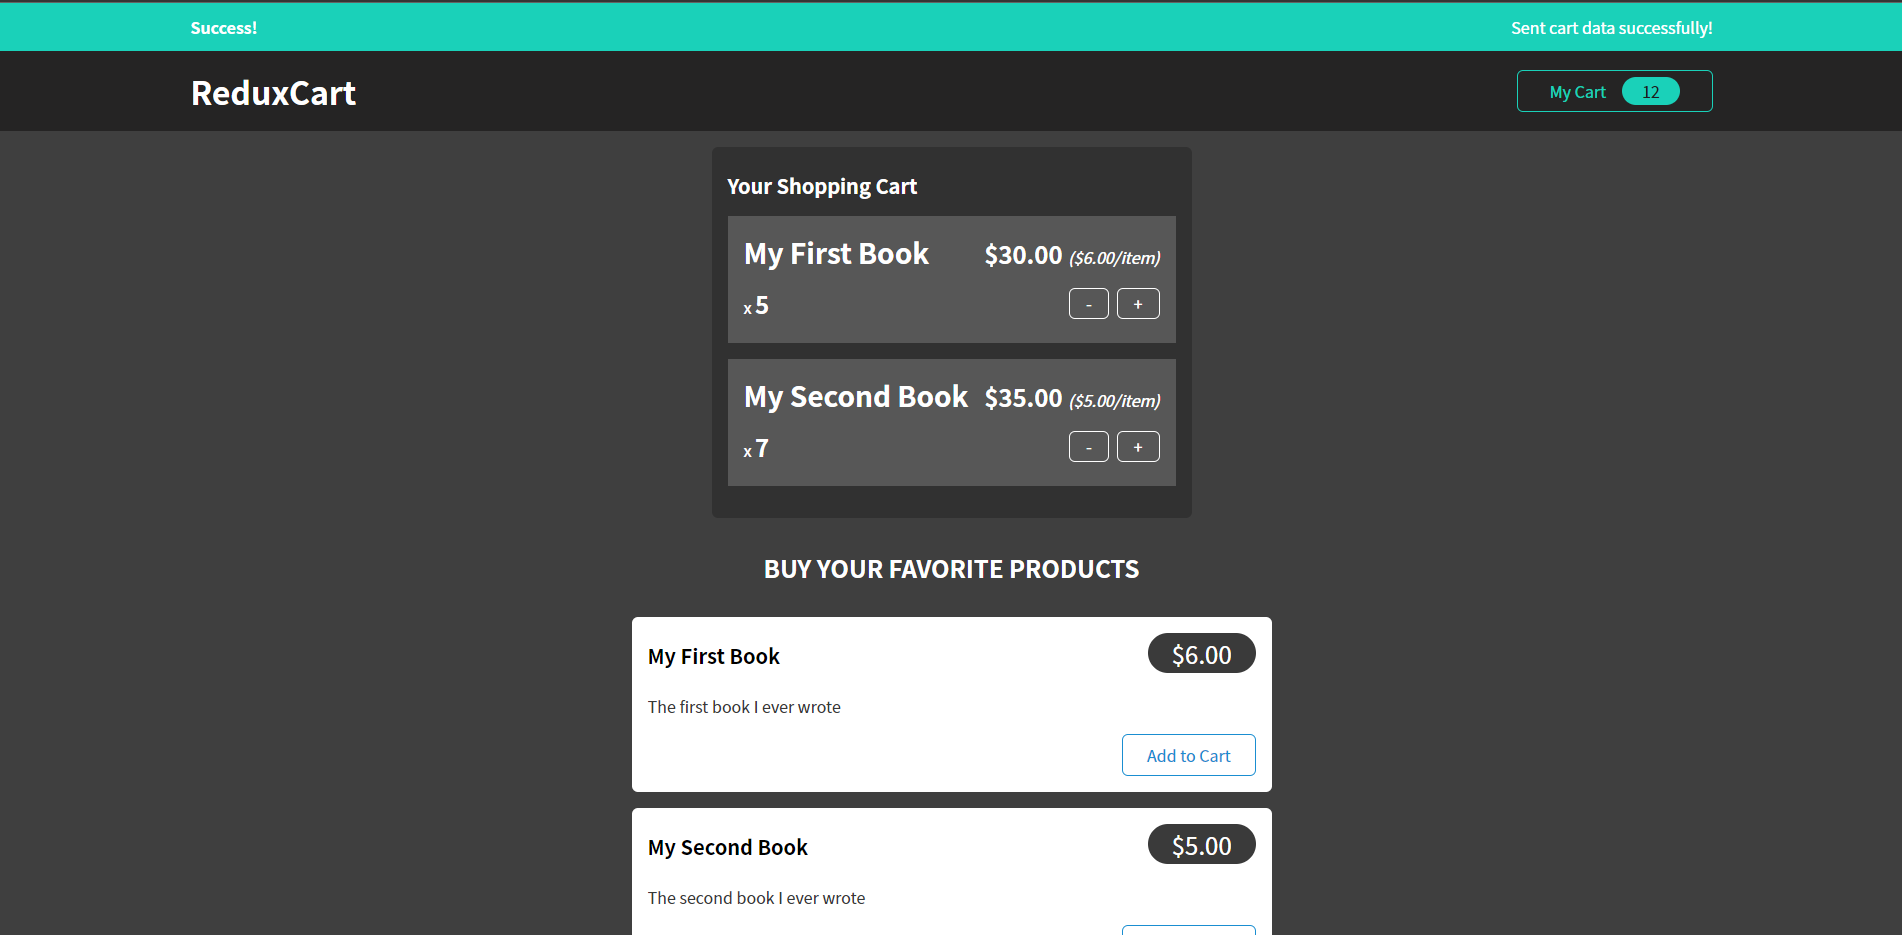 Success! Sent cart data successfully!
ReduxCart My Cart 12
Your Shopping Cart
My First Book $30.00 ($6.00/item)
x 5 - +
My Second Book $35.00 ($5.00/item)
x 7 - +
BUY YOUR FAVORITE PRODUCTS
My First Book $6.00
The first book I ever wrote
Add to Cart
My Second Book $5.00
The second book I ever wrote